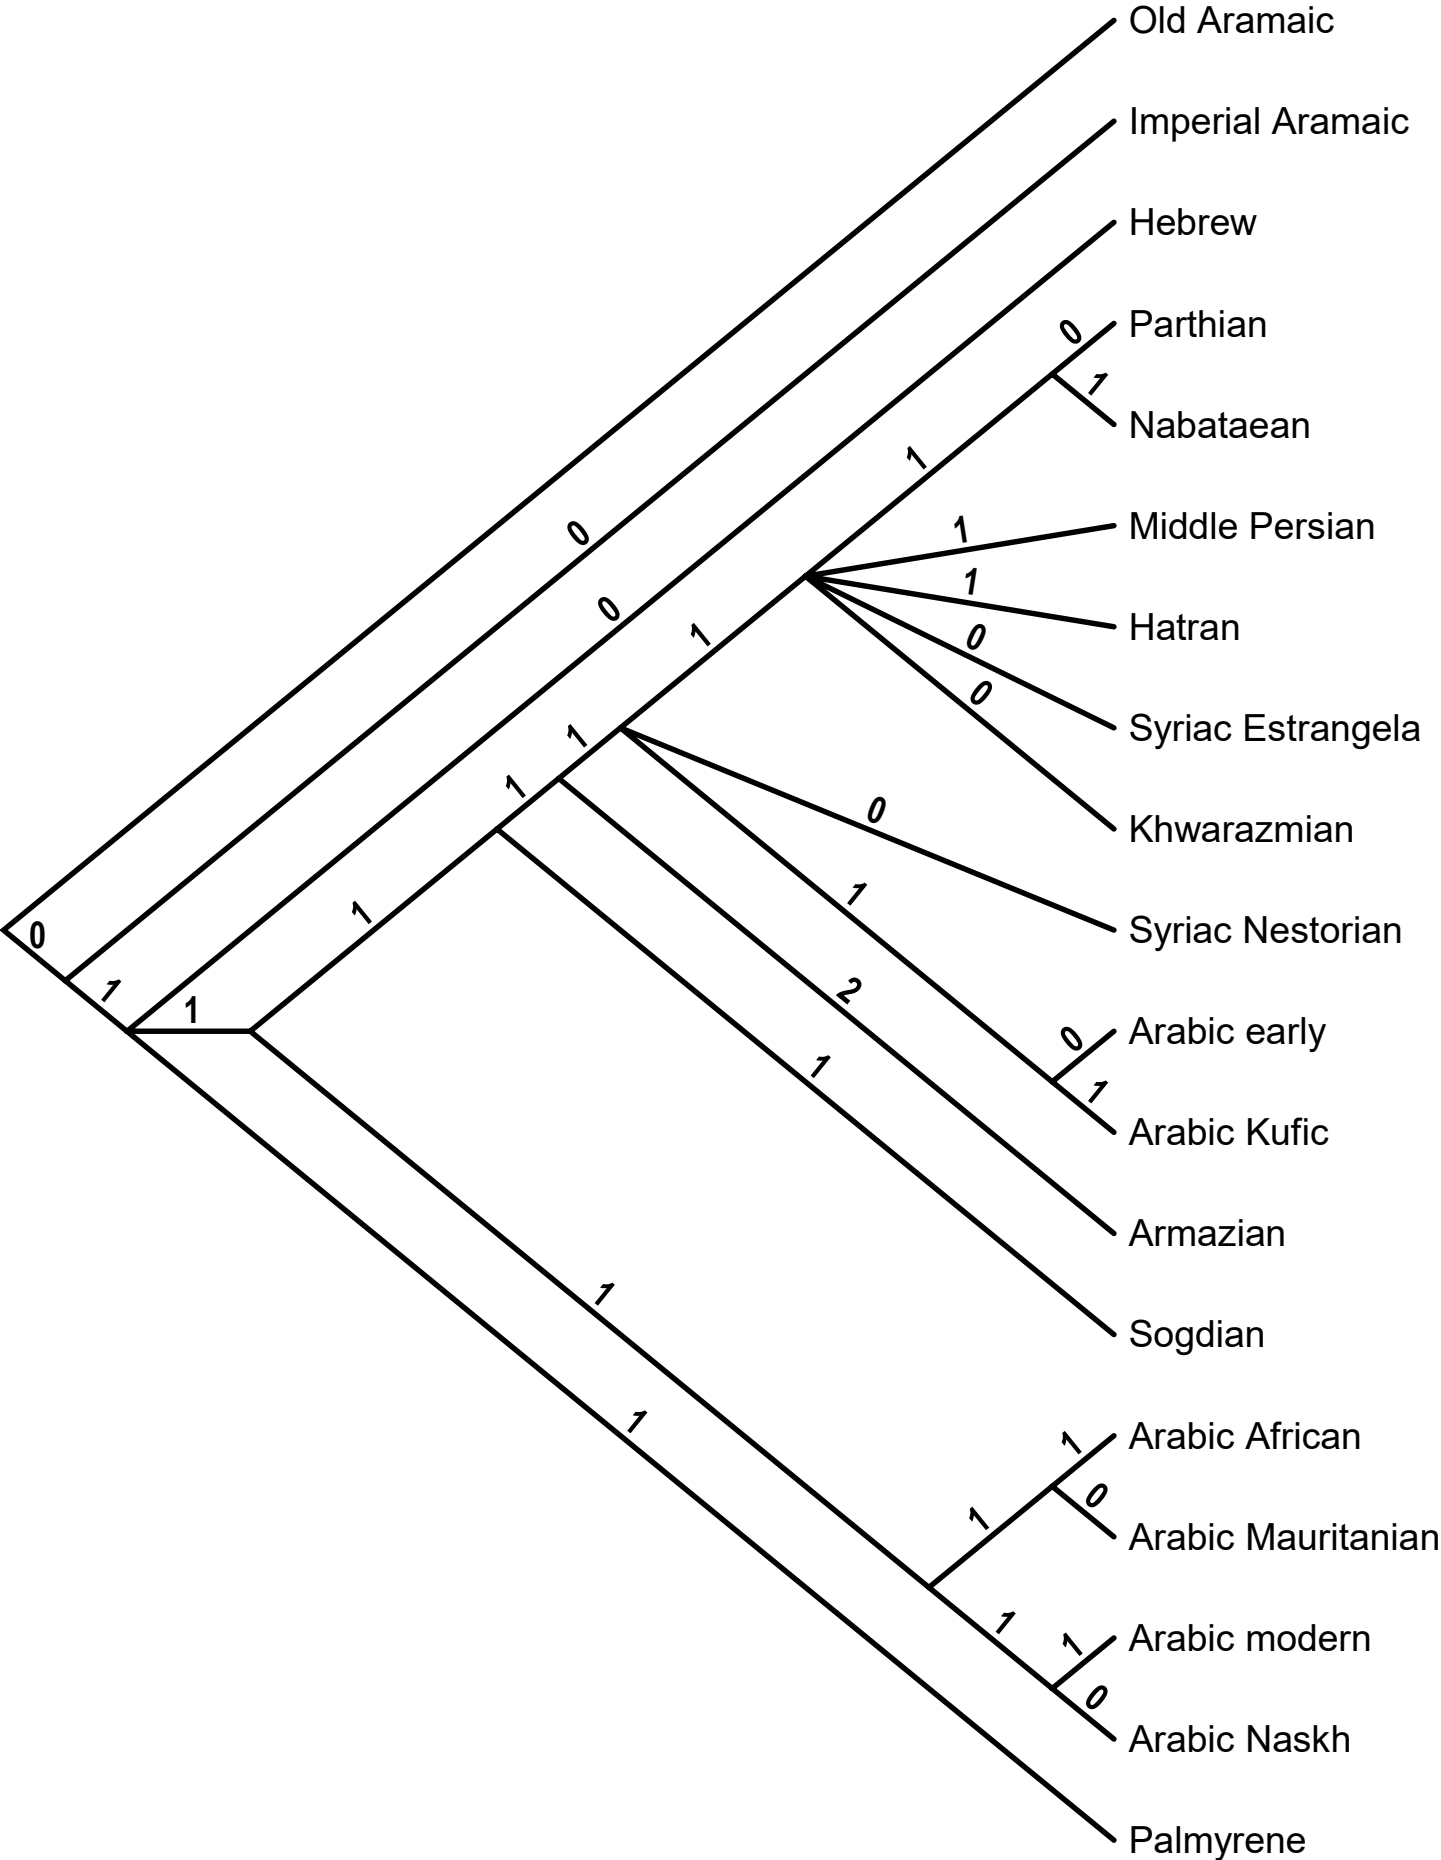 Old Aramaic
Imperial Aramaic
Hebrew
0 Parthian
1
Nabataean
1
1 Middle Persian
0
1
Hatran
0
0
1
0
Syriac Estrangela
1
1
0
Khwarazmian
1
1
0
Syriac Nestorian
0
2
1
1
0 Arabic early
1
1
Arabic Kufic
Armazian
1
Sogdian
1
1 Arabic African
0
1
Arabic Mauritanian
1
1 Arabic modern
0
Arabic Naskh
Palmyrene